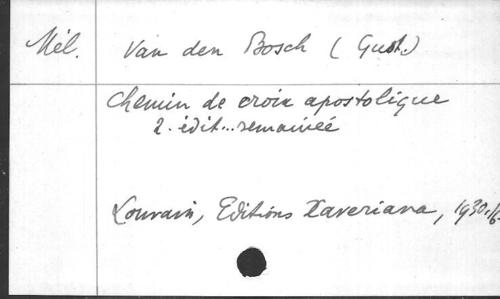 Mél. Van den Bosch (Gust.)
Chemin de croix apostolique
2. édit... remaniée
Louvain, Editions Xaveriana, 1930.